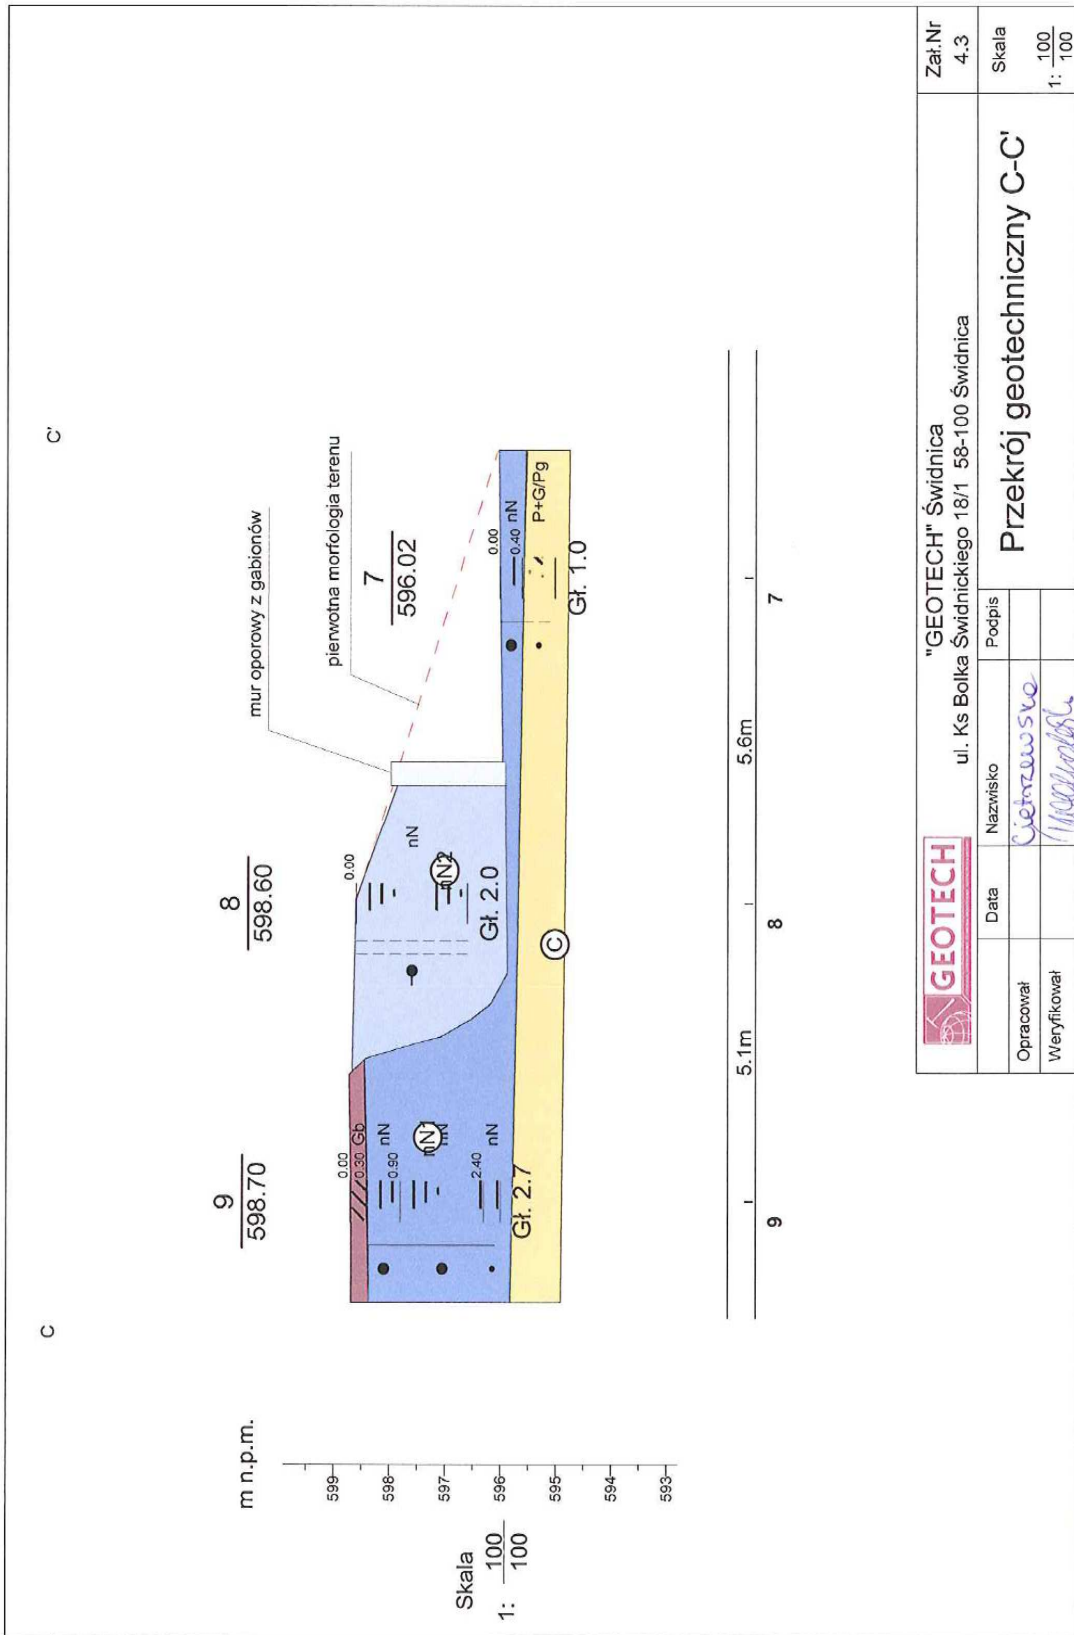 C
C'
m n.p.m.
9
598.70
8
598.60
mur oporowy z gabionów
pierwotna morfologia terenu
7
596.02
599
598
597
596
595
594
593
Skala
1: 100
100
0.00
0.30 Gb
nN
0.90
nN1
nN
2.40
nN
Gł. 2.7
0.00
nN
nN2
Gł. 2.0
0.00
0.40 nN
P+G/Pg
Gł. 1.0
C
5.1m
5.6m
9
8
7
GEOTECH
"GEOTECH" Świdnica
ul. Ks Bolka Świdnickiego 18/1 58-100 Świdnica
Zał.Nr
4.3
Data
Nazwisko
Podpis
Opracował
Weryfikował
Przekrój geotechniczny C-C'
Skala
1: 100
100